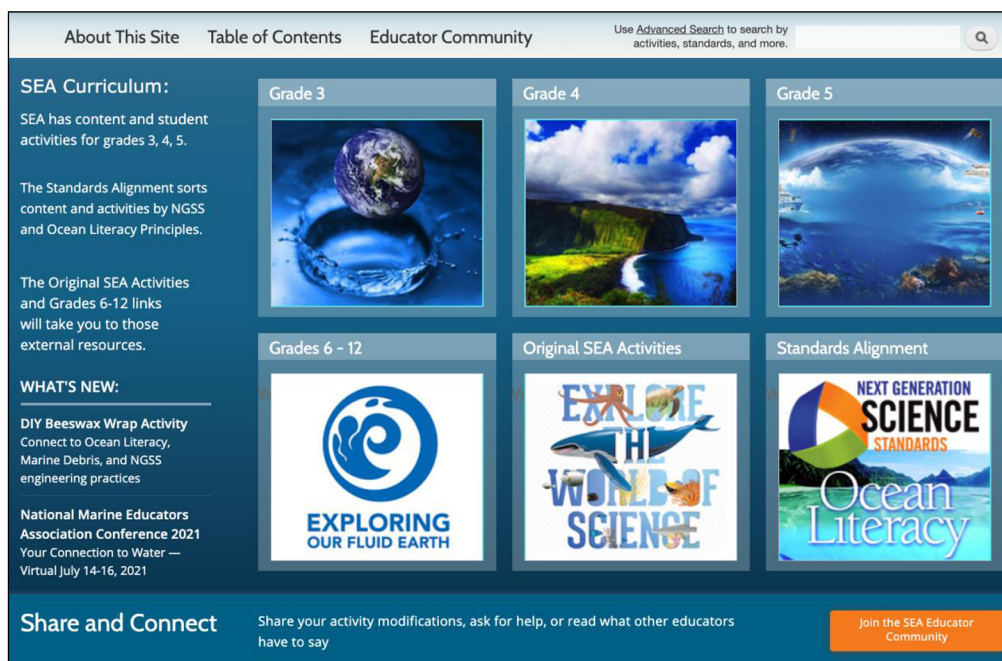 About This Site
Table of Contents
Educator Community
Use Advanced Search to search by
activities, standards, and more.
SEA Curriculum:
SEA has content and student
activities for grades 3, 4, 5.
The Standards Alignment sorts
content and activities by NGSS
and Ocean Literacy Principles.
The Original SEA Activities
and Grades 6-12 links
will take you to those
external resources.
WHAT'S NEW:
DIY Beeswax Wrap Activity
Connect to Ocean Literacy,
Marine Debris, and NGSS
engineering practices
National Marine Educators
Association Conference 2021
Your Connection to Water —
Virtual July 14-16, 2021
Grade 3
Grade 4
Grade 5
Grades 6 - 12
EXPLORING
OUR FLUID EARTH
Original SEA Activities
EXPLORE
THE
WORLD OF
SCIENCE
Standards Alignment
NEXT GENERATION
SCIENCE
STANDARDS
Ocean
Literacy
Share and Connect
Share your activity modifications, ask for help, or read what other educators
have to say
Join the SEA Educator
Community